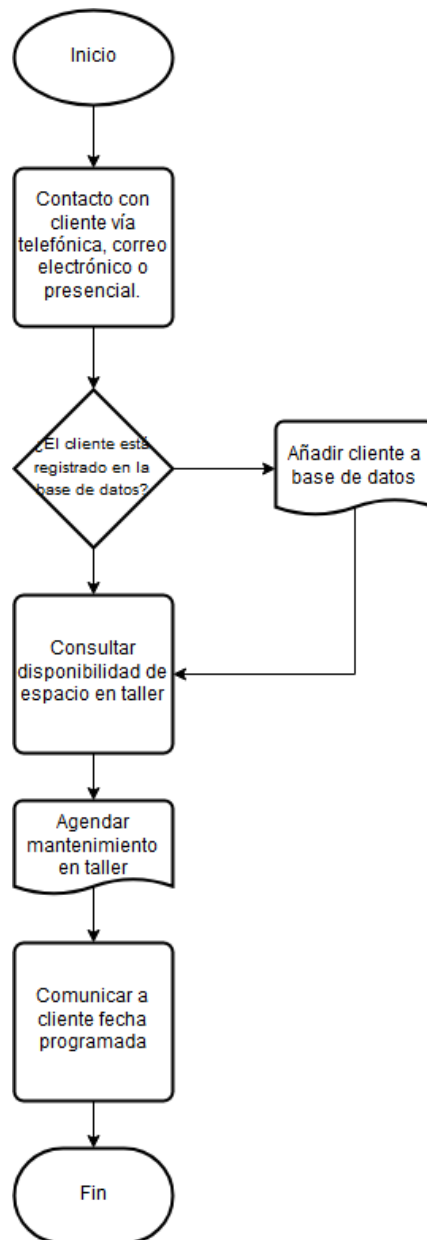 Inicio
Contacto con
cliente vía
telefónica, correo
electrónico o
presencial.
¿El cliente está
registrado en la
base de datos?
Añadir cliente a
base de datos
Consultar
disponibilidad de
espacio en taller
Agendar
mantenimiento
en taller
Comunicar a
cliente fecha
programada
Fin